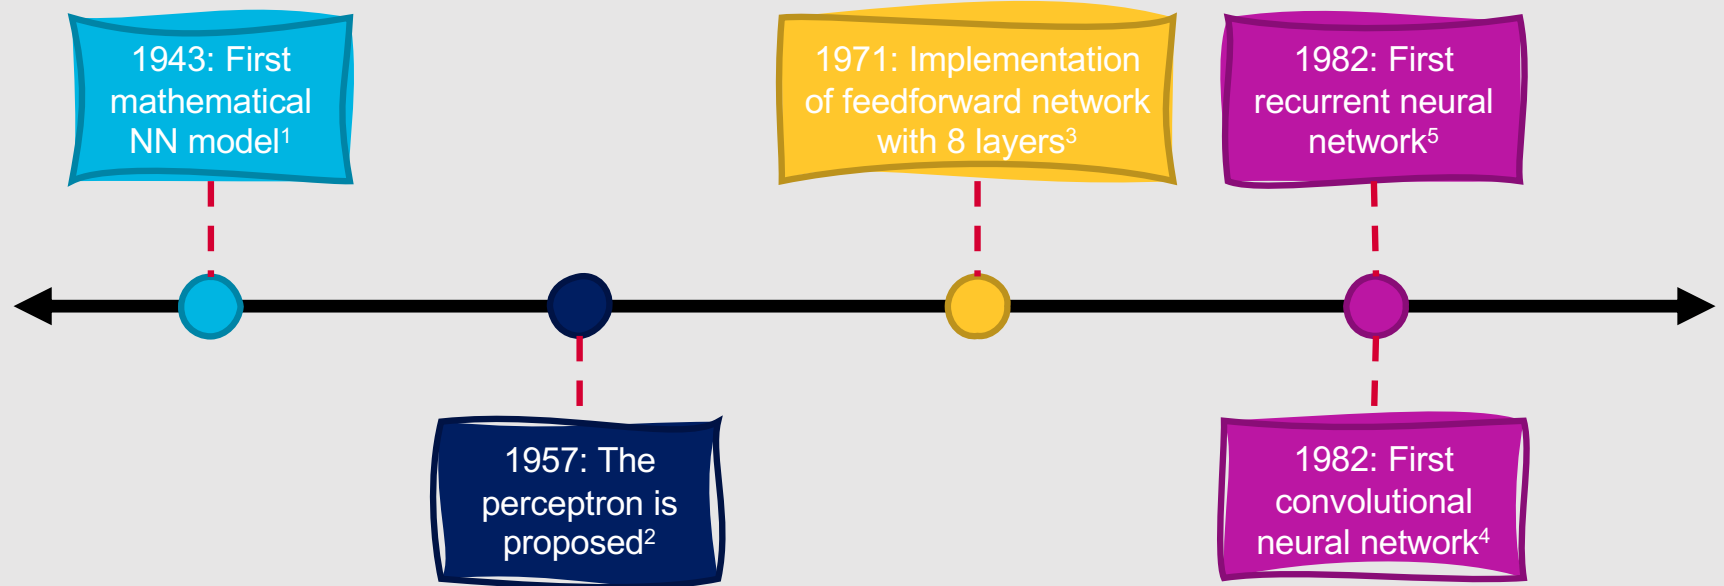 1943: First
mathematical
NN model¹
1957: The
perceptron is
proposed²
1971: Implementation
of feedforward network
with 8 layers³
1982: First
recurrent neural
network⁵
1982: First
convolutional
neural network⁴